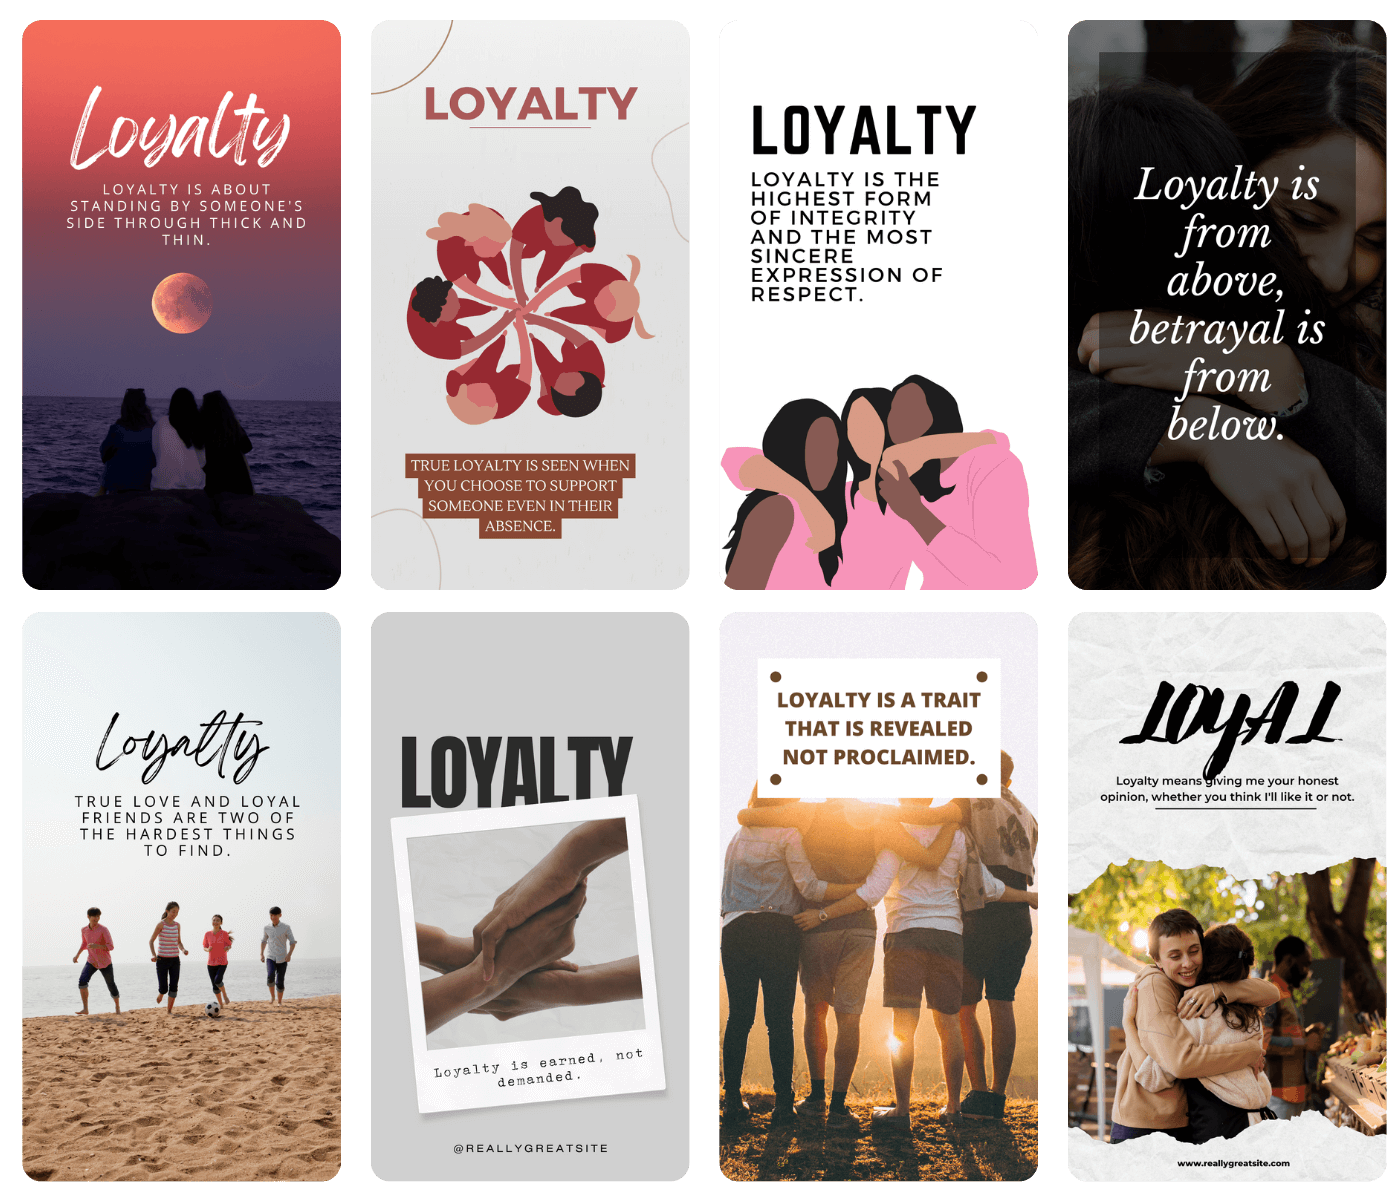 Loyalty
LOYALTY IS ABOUT
STANDING BY SOMEONE'S
SIDE THROUGH THICK AND
THIN.
LOYALTY
TRUE LOYALTY IS SEEN WHEN
YOU CHOOSE TO SUPPORT
SOMEONE EVEN IN THEIR
ABSENCE.
LOYALTY
LOYALTY IS THE
HIGHEST FORM
OF INTEGRITY
AND THE MOST
SINCERE
EXPRESSION OF
RESPECT.
Loyalty is
from
above,
betrayal is
from
below.
Loyalty
TRUE LOVE AND LOYAL
FRIENDS ARE TWO OF
THE HARDEST THINGS
TO FIND.
LOYALTY
Loyalty is earned, not
demanded.
@REALLYGREATSITE
LOYALTY IS A TRAIT
THAT IS REVEALED
NOT PROCLAIMED.
LOYAL
Loyalty means giving me your honest
opinion, whether you think I'll like it or not.
www.reallygreatsite.com